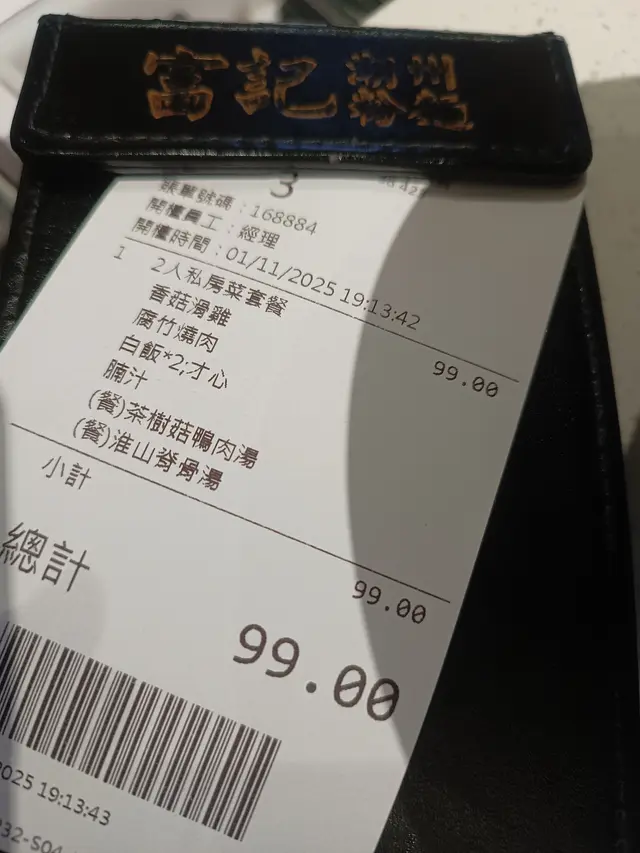 富記
3
賬單號碼：168884
開檯員工：經理
開檯時間：01/11/2025 19:13:42
1 2人私房菜套餐 99.00
香菇滑雞
腐竹燒肉
白飯*2;才心
腩汁
(餐)茶樹菇鴨肉湯
(餐)淮山脊骨湯
小計 99.00
總計 99.00
025 19:13:43